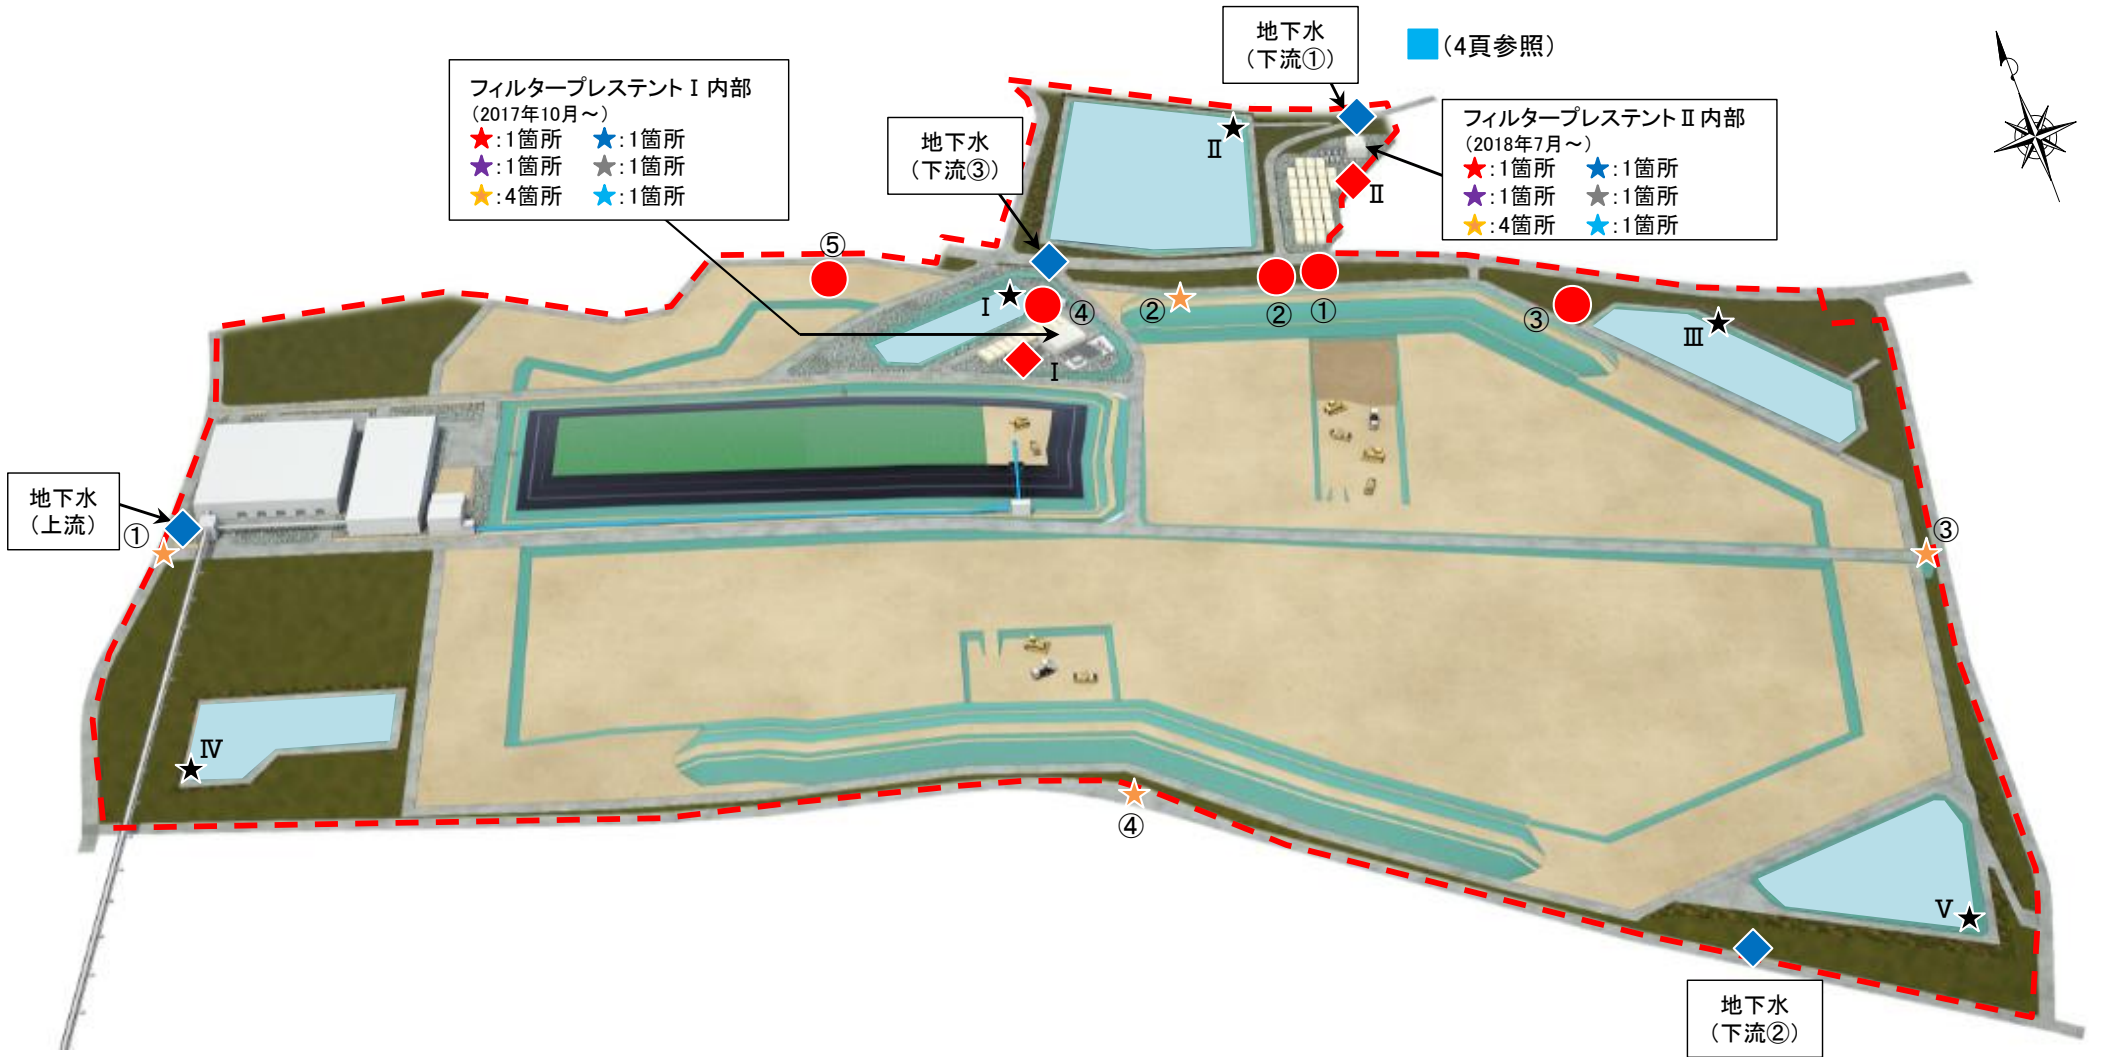 地下水
（下流①）
(4頁参照)
フィルタープレステント Ⅰ 内部
(2017年10月～)
★：1箇所 ★：1箇所
★：1箇所 ★：1箇所
★：4箇所 ★：1箇所
フィルタープレステント Ⅱ 内部
(2018年7月～)
★：1箇所 ★：1箇所
★：1箇所 ★：1箇所
★：4箇所 ★：1箇所
地下水
（下流③）
Ⅱ
Ⅱ
⑤
Ⅰ
④
②
②
①
③
Ⅲ
Ⅰ
地下水
（上流）
①
③
Ⅳ
④
Ⅴ
地下水
（下流②）